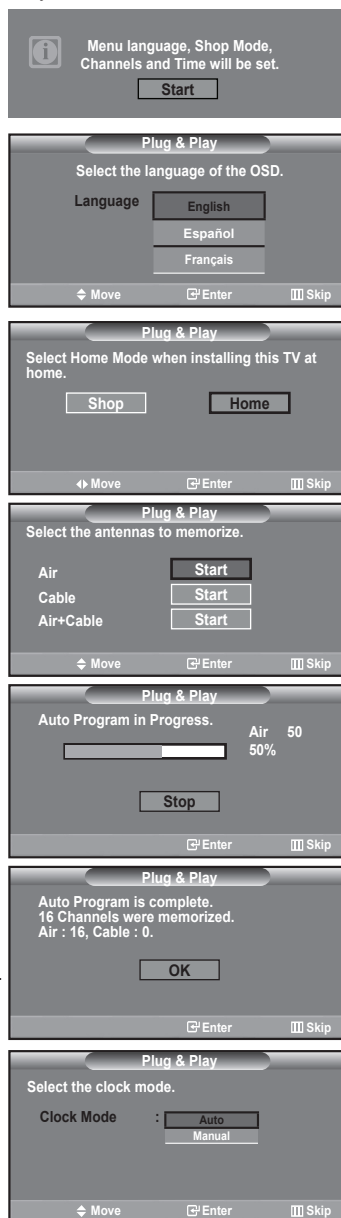 Menu language, Shop Mode,
Channels and Time will be set.
Start
Plug & Play
Select the language of the OSD.
Language
English
Español
Français
Move Enter Skip
Plug & Play
Select Home Mode when installing this TV at
home.
Shop Home
Move Enter Skip
Plug & Play
Select the antennas to memorize.
Air Start
Cable Start
Air+Cable Start
Move Enter Skip
Plug & Play
Auto Program in Progress.
Air 50
50%
Stop
Enter Skip
Plug & Play
Auto Program is complete.
16 Channels were memorized.
Air : 16, Cable : 0.
OK
Enter Skip
Plug & Play
Select the clock mode.
Clock Mode : Auto
Manual
Move Enter Skip